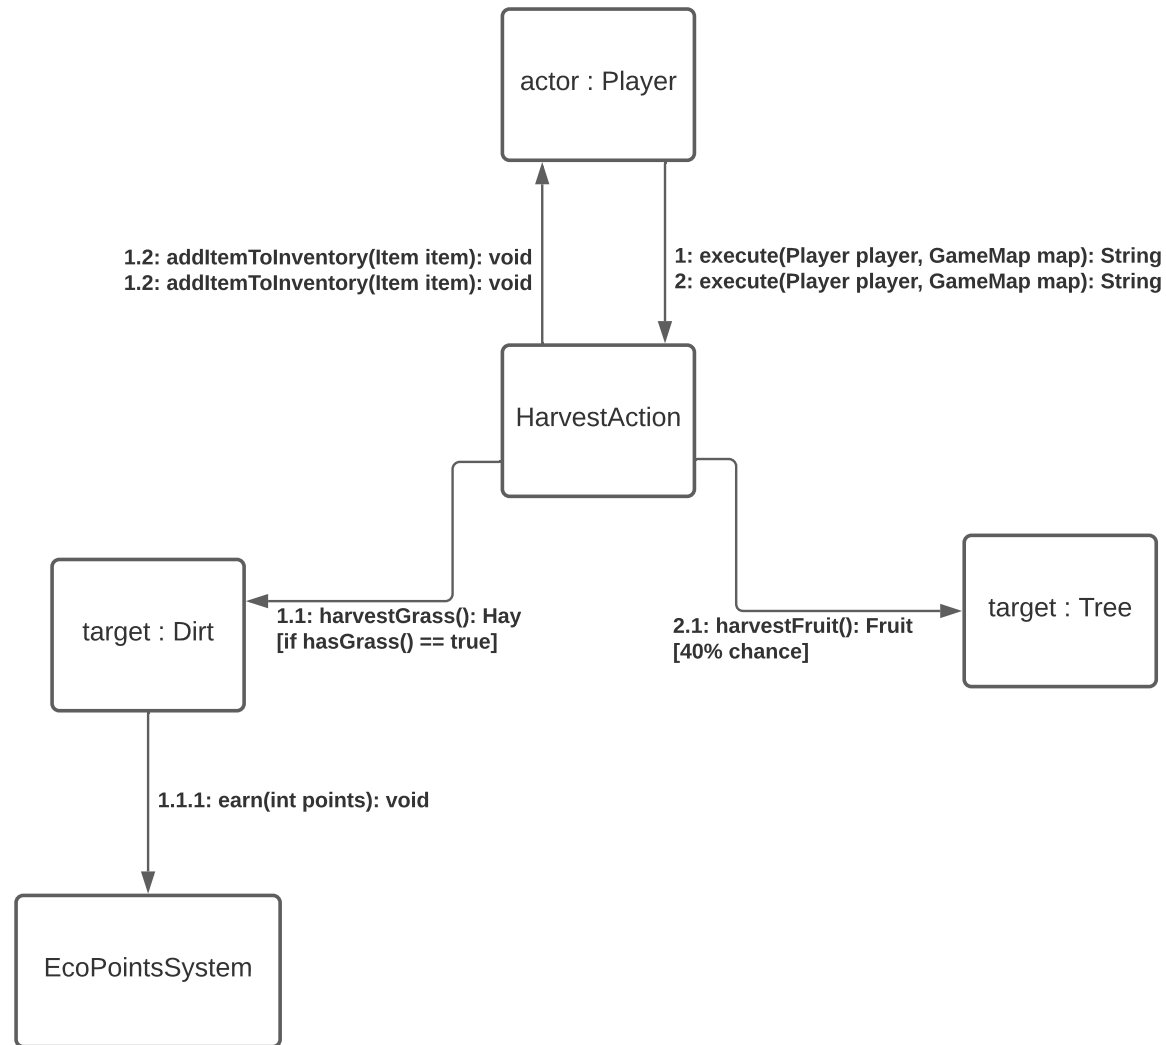 actor : Player
1.2: addItemToInventory(Item item): void
1.2: addItemToInventory(Item item): void
1: execute(Player player, GameMap map): String
2: execute(Player player, GameMap map): String
HarvestAction
target : Dirt
1.1: harvestGrass(): Hay
[if hasGrass() == true]
2.1: harvestFruit(): Fruit
[40% chance]
target : Tree
1.1.1: earn(int points): void
EcoPointsSystem